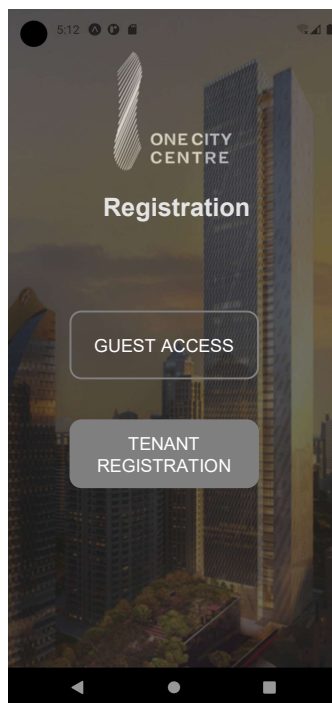 5:12
ONE CITY
CENTRE
Registration
GUEST ACCESS
TENANT
REGISTRATION